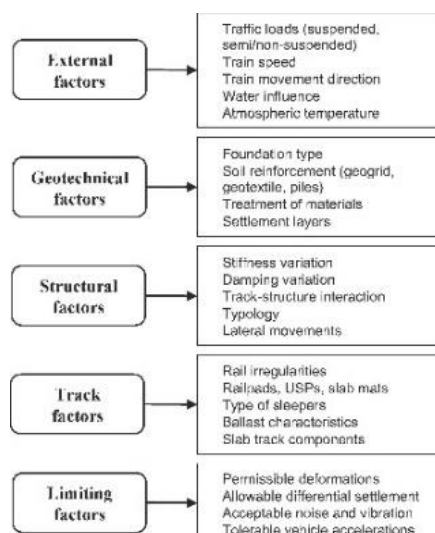 External
factors
Traffic loads (suspended,
semi/non-suspended)
Train speed
Train movement direction
Water influence
Atmospheric temperature
Geotechnical
factors
Foundation type
Soil reinforcement (geogrid,
geotextile, piles)
Treatment of materials
Settlement layers
Structural
factors
Stiffness variation
Damping variation
Track-structure interaction
Typology
Lateral movements
Track
factors
Rail irregularities
Railpads, USPs, slab mats
Type of sleepers
Ballast characteristics
Slab track components
Limiting
factors
Permissible deformations
Allowable differential settlement
Acceptable noise and vibration
Tolerable vehicle accelerations